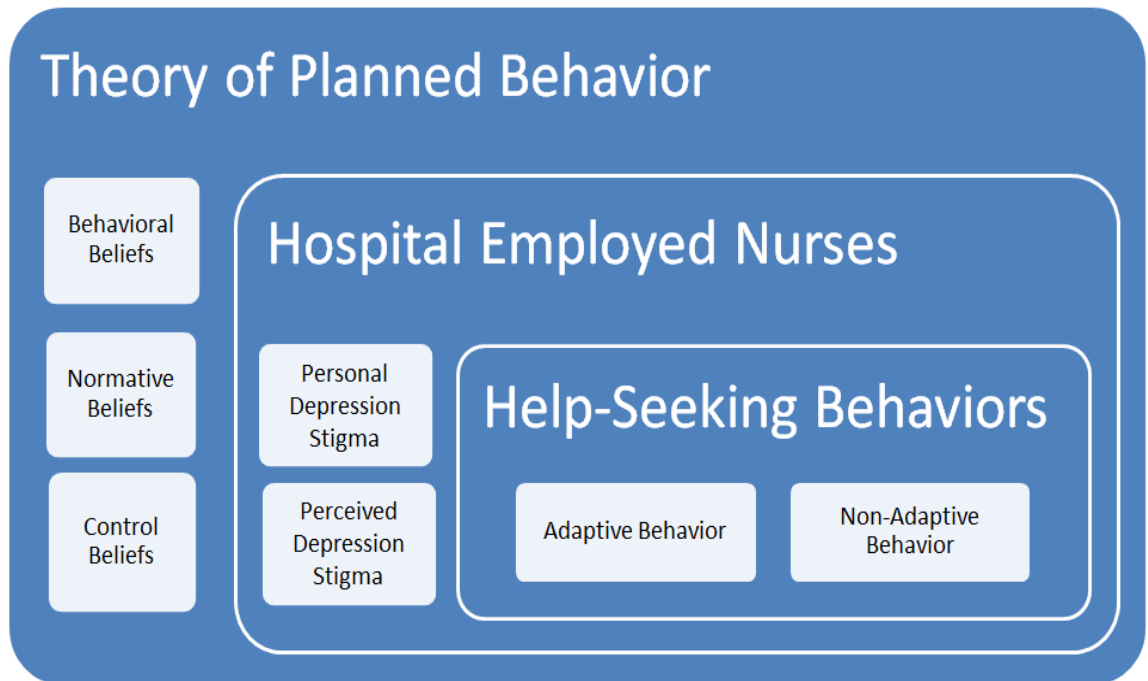 Theory of Planned Behavior
Behavioral
Beliefs
Normative
Beliefs
Control
Beliefs
Hospital Employed Nurses
Personal
Depression
Stigma
Perceived
Depression
Stigma
Help-Seeking Behaviors
Adaptive Behavior
Non-Adaptive
Behavior